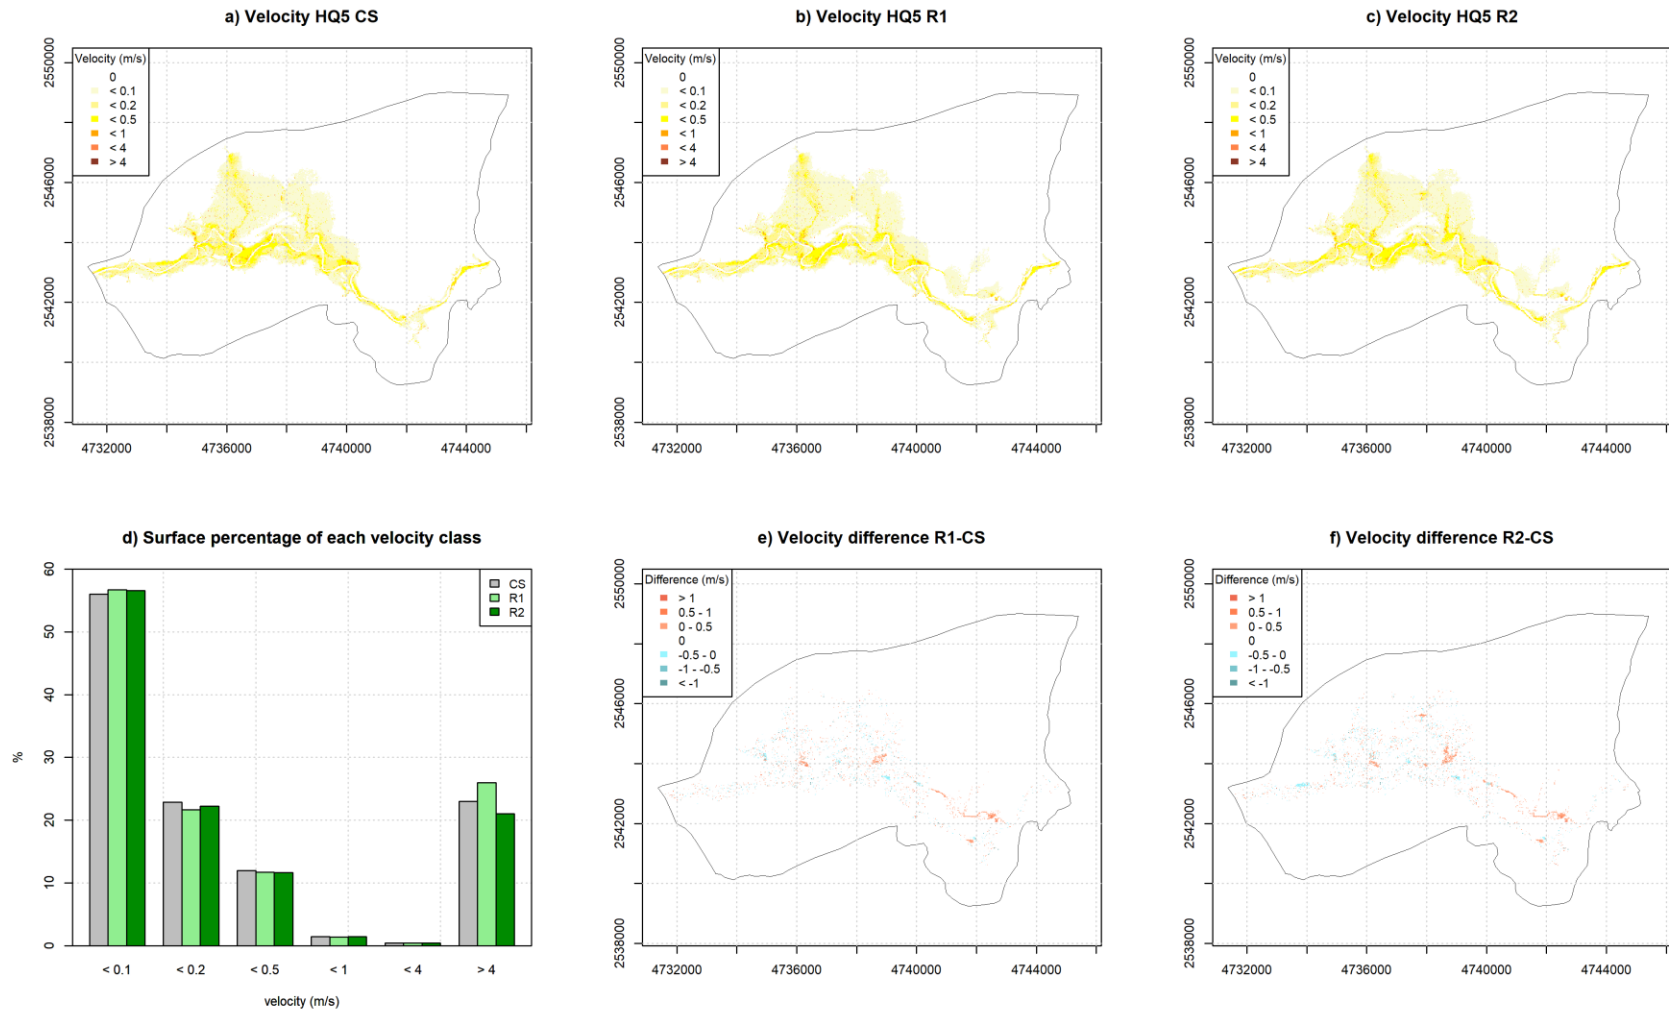 a) Velocity HQ5 CS
Velocity (m/s)
0
< 0.1
< 0.2
< 0.5
< 1
< 4
> 4
2550000
2546000
2542000
2538000
4732000 4736000 4740000 4744000
b) Velocity HQ5 R1
Velocity (m/s)
0
< 0.1
< 0.2
< 0.5
< 1
< 4
> 4
2550000
2546000
2542000
2538000
4732000 4736000 4740000 4744000
c) Velocity HQ5 R2
Velocity (m/s)
0
< 0.1
< 0.2
< 0.5
< 1
< 4
> 4
2550000
2546000
2542000
2538000
4732000 4736000 4740000 4744000
d) Surface percentage of each velocity class
CS
R1
R2
60
50
40
30
20
10
0
%
< 0.1 < 0.2 < 0.5 < 1 < 4 > 4
velocity (m/s)
e) Velocity difference R1-CS
Difference (m/s)
> 1
0.5 - 1
0 - 0.5
0
-0.5 - 0
-1 - -0.5
< -1
2550000
2546000
2542000
2538000
4732000 4736000 4740000 4744000
f) Velocity difference R2-CS
Difference (m/s)
> 1
0.5 - 1
0 - 0.5
0
-0.5 - 0
-1 - -0.5
< -1
2550000
2546000
2542000
2538000
4732000 4736000 4740000 4744000